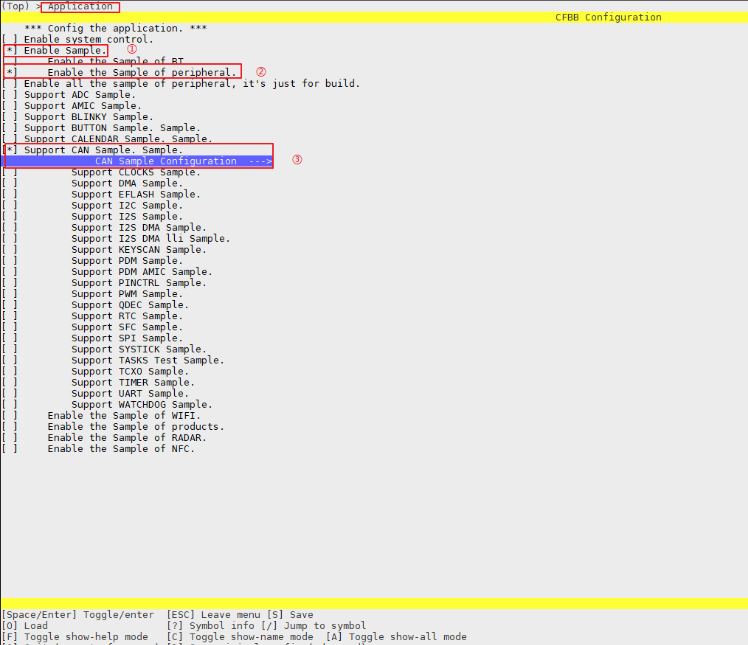 (Top) > Application
CFBB Configuration
*** Config the application. ***
[ ] Enable system control.
[*] Enable Sample. ①
[ ] Enable the Sample of BT.
[*] Enable the Sample of peripheral. ②
[ ] Enable all the sample of peripheral, it's just for build.
[ ] Support ADC Sample.
[ ] Support AMIC Sample.
[ ] Support BLINKY Sample.
[ ] Support BUTTON Sample. Sample.
[ ] Support CALENDAR Sample. Sample.
[*] Support CAN Sample. Sample.
CAN Sample Configuration ---> ③
[ ] Support CLOCKS Sample.
[ ] Support DMA Sample.
[ ] Support EFLASH Sample.
[ ] Support I2C Sample.
[ ] Support I2S Sample.
[ ] Support I2S DMA Sample.
[ ] Support I2S DMA lli Sample.
[ ] Support KEYSCAN Sample.
[ ] Support PDM Sample.
[ ] Support PDM AMIC Sample.
[ ] Support PINCTRL Sample.
[ ] Support PWM Sample.
[ ] Support QDEC Sample.
[ ] Support RTC Sample.
[ ] Support SFC Sample.
[ ] Support SPI Sample.
[ ] Support SYSTICK Sample.
[ ] Support TASKS Test Sample.
[ ] Support TCXO Sample.
[ ] Support TIMER Sample.
[ ] Support UART Sample.
[ ] Support WATCHDOG Sample.
[ ] Enable the Sample of WIFI.
[ ] Enable the Sample of products.
[ ] Enable the Sample of RADAR.
[ ] Enable the Sample of NFC.
[Space/Enter] Toggle/enter [ESC] Leave menu [S] Save
[O] Load [?] Symbol info [/] Jump to symbol
[F] Toggle show-help mode [C] Toggle show-name mode [A] Toggle show-all mode